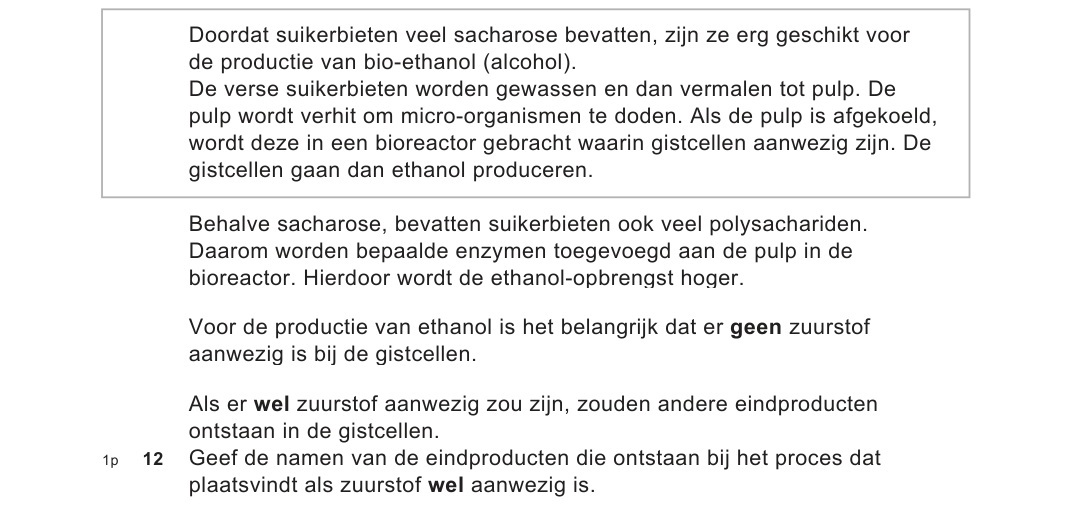 Doordat suikerbieten veel sacharose bevatten, zijn ze erg geschikt voor
de productie van bio-ethanol (alcohol).
De verse suikerbieten worden gewassen en dan vermalen tot pulp. De
pulp wordt verhit om micro-organismen te doden. Als de pulp is afgekoeld,
wordt deze in een bioreactor gebracht waarin gistcellen aanwezig zijn. De
gistcellen gaan dan ethanol produceren.
Behalve sacharose, bevatten suikerbieten ook veel polysachariden.
Daarom worden bepaalde enzymen toegevoegd aan de pulp in de
bioreactor. Hierdoor wordt de ethanol-opbrengst hoger.
Voor de productie van ethanol is het belangrijk dat er geen zuurstof
aanwezig is bij de gistcellen.
Als er wel zuurstof aanwezig zou zijn, zouden andere eindproducten
ontstaan in de gistcellen.
1p 12 Geef de namen van de eindproducten die ontstaan bij het proces dat
plaatsvindt als zuurstof wel aanwezig is.